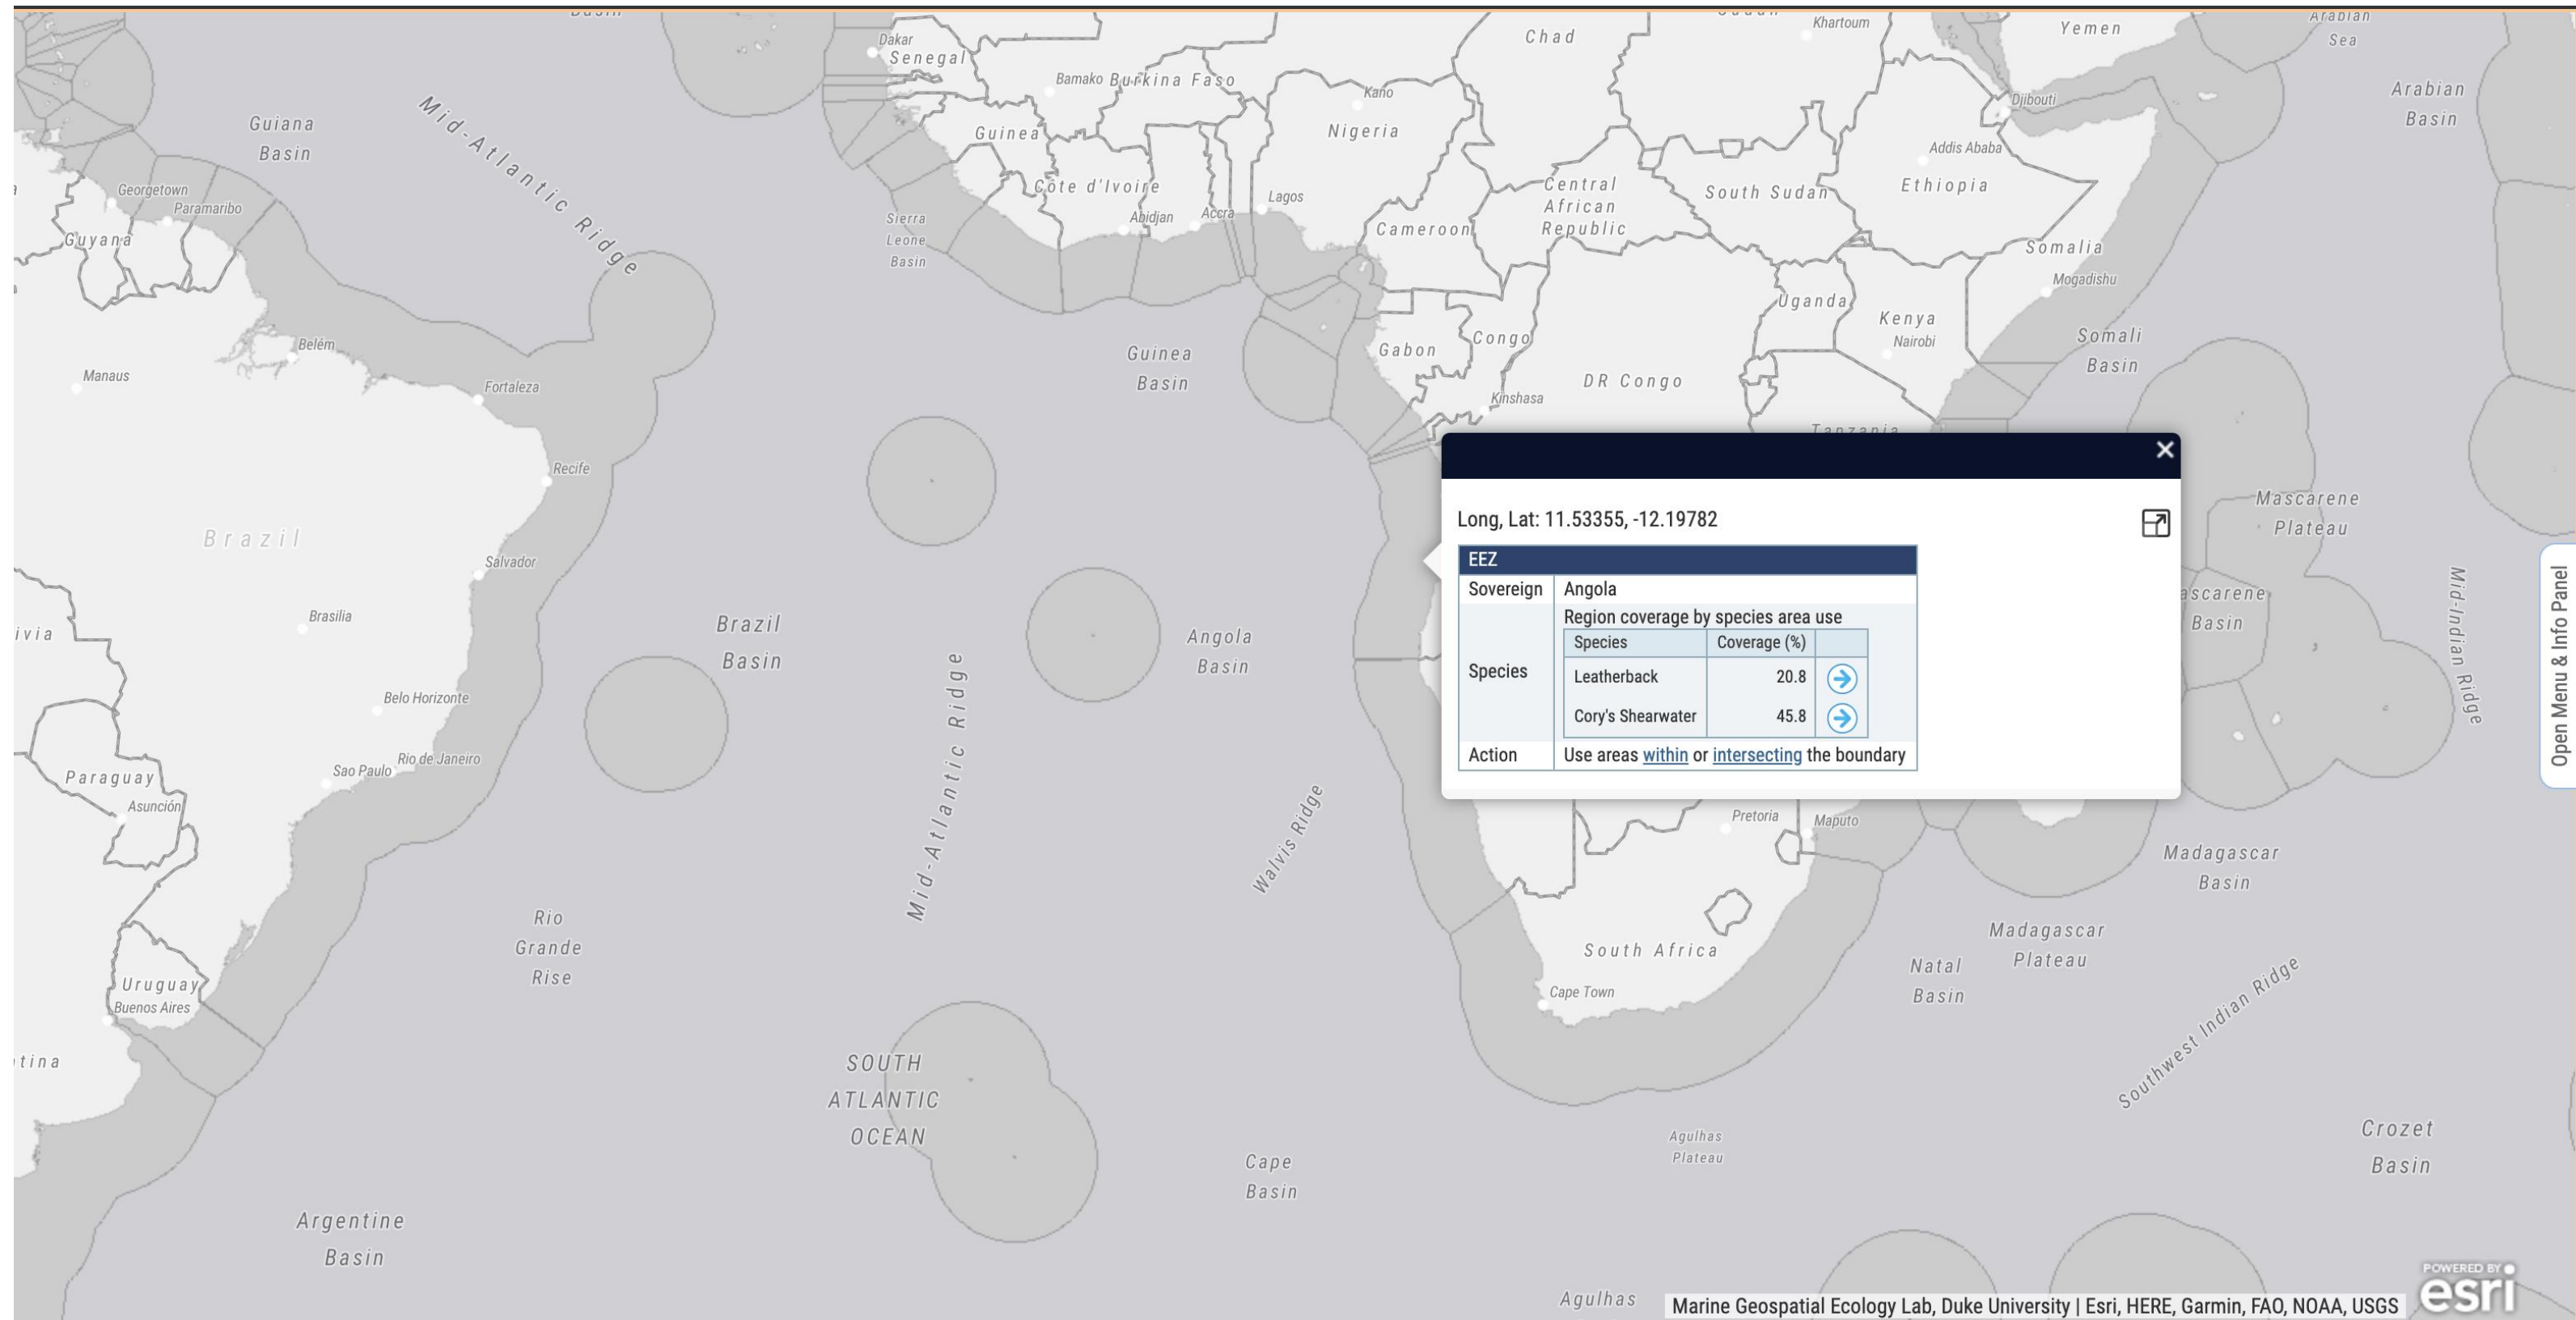 Dakar
Senegal
Bamako
Burkina Faso
Chad
Khartoum
Yemen
Arabian
Sea
Arabian
Basin
Mid-Atlantic Ridge
Guiana
Basin
Guinea
Kano
Nigeria
Djibouti
Addis Ababa
Georgetown
Paramaribo
Guyana
Côte d'Ivoire
Abidjan
Accra
Lagos
Sierra
Leone
Basin
Cameroon
Central
African
Republic
South Sudan
Ethiopia
Somalia
Mogadishu
Uganda
Kenya
Nairobi
Somali
Basin
Belém
Manaus
Fortaleza
Guinea
Basin
Gabon
Congo
DR Congo
Kinshasa
Tanzania
Recife
Brazil
Salvador
Brasilia
ivia
Brazil
Basin
Mid-Atlantic Ridge
Angola
Basin
Long, Lat: 11.53355, -12.19782
EEZ
Sovereign Angola
Region coverage by species area use
Species
Species Coverage (%)
Leatherback 20.8
Cory's Shearwater 45.8
Action Use areas within or intersecting the boundary
Mascarene
Plateau
ascarene
Basin
Mid-Indian Ridge
Open Menu & Info Panel
Belo Horizonte
Rio de Janeiro
Sao Paulo
Paraguay
Asunción
Walvis Ridge
Pretoria
Maputo
Madagascar
Basin
Rio
Grande
Rise
South Africa
Cape Town
Madagascar
Plateau
Natal
Basin
Southwest Indian Ridge
Uruguay
Buenos Aires
tina
SOUTH
ATLANTIC
OCEAN
Cape
Basin
Agulhas
Plateau
Crozet
Basin
Argentine
Basin
Agulhas
POWERED BY
esri
Marine Geospatial Ecology Lab, Duke University | Esri, HERE, Garmin, FAO, NOAA, USGS